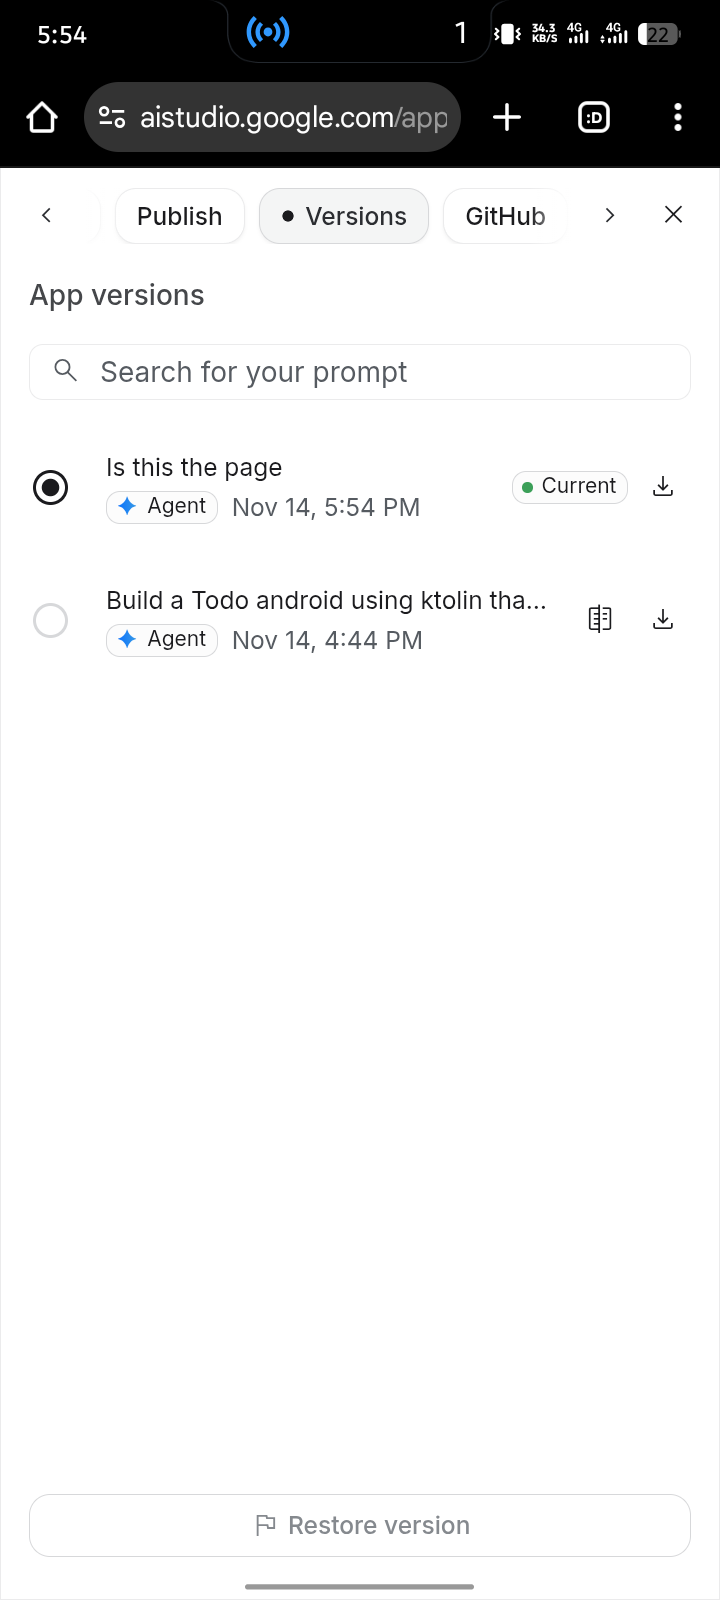 5:54
1
34.3
KB/S
4G
4G
22
aistudio.google.com/app
:D
Publish
Versions
GitHub
App versions
Search for your prompt
Is this the page
Agent
Nov 14, 5:54 PM
Current
Build a Todo android using ktolin tha...
Agent
Nov 14, 4:44 PM
Restore version